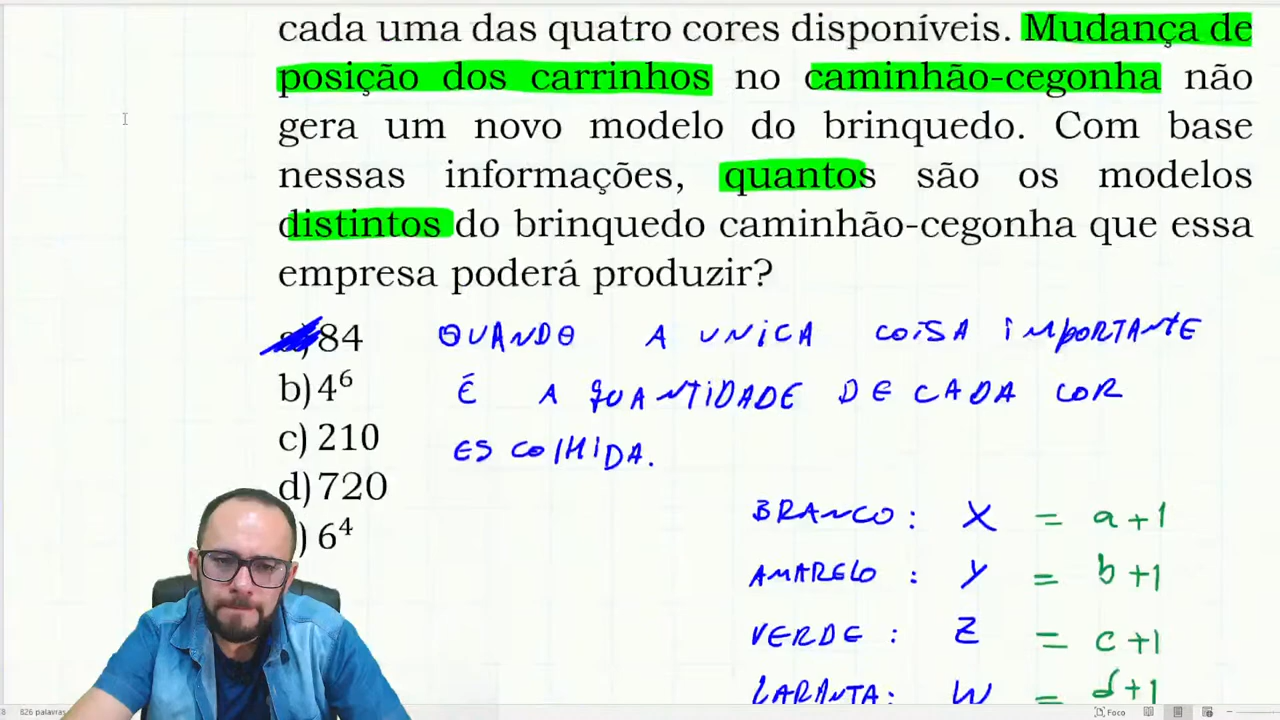 cada uma das quatro cores disponíveis. Mudança de
posição dos carrinhos no caminhão-cegonha não
gera um novo modelo do brinquedo. Com base
nessas informações, quantos são os modelos
distintos do brinquedo caminhão-cegonha que essa
empresa poderá produzir?
84
b) 4⁶
c) 210
d) 720
) 6⁴
QUANDO A UNICA COISA IMPORTANTE
É A QUANTIDADE DE CADA COR
ESCOLHIDA.
BRANCO : X = a+1
AMARELO : Y = b+1
VERDE : Z = c+1
LARANJA: W = d+1
826 palavras
Foco